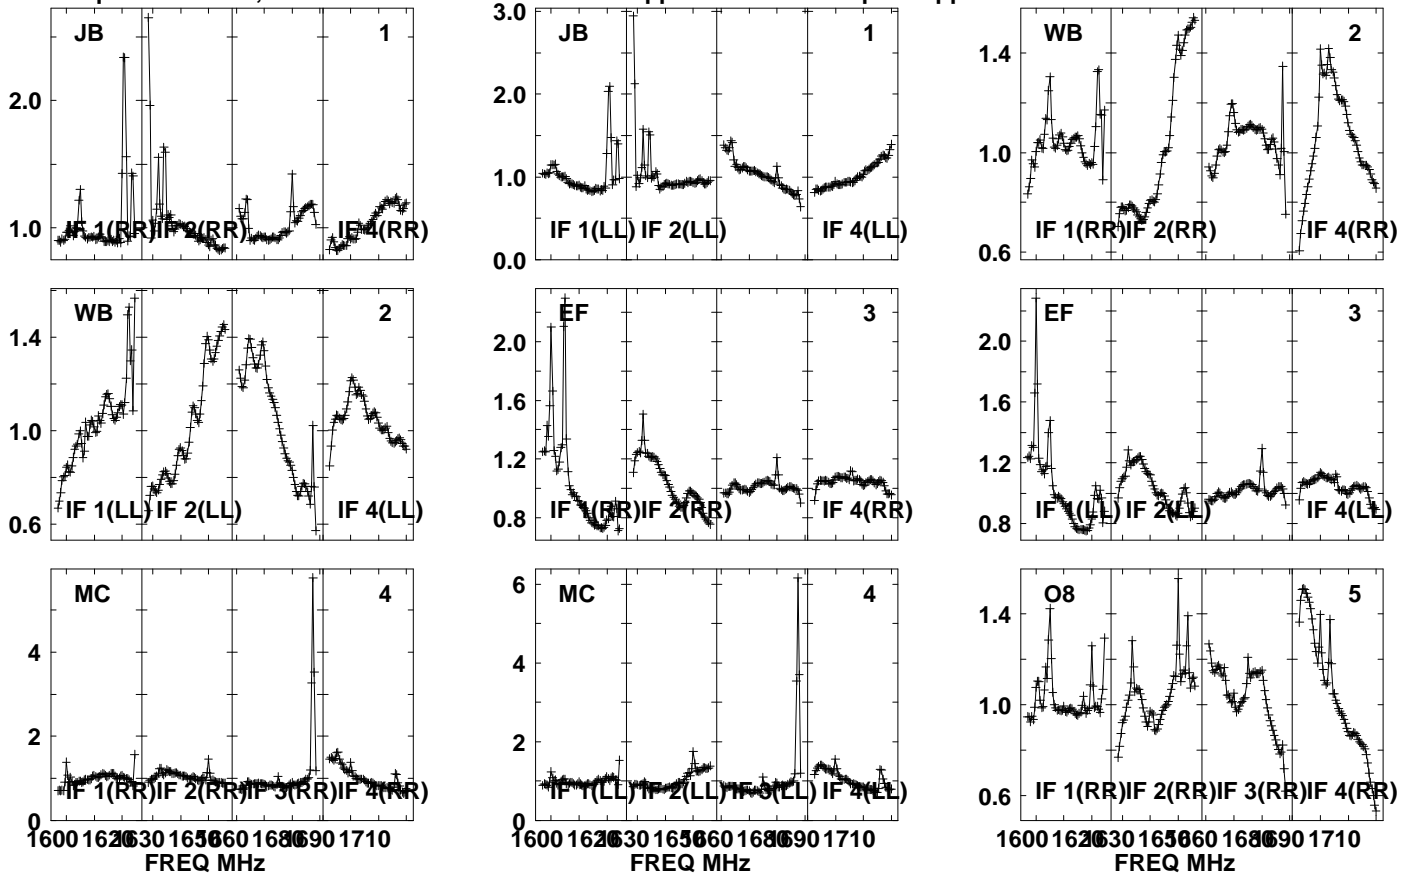 JB 1
2.0
1.0
IF 1(RR) IF 2(RR) IF 4(RR)
JB 1
3.0
2.0
1.0
0.0
IF 1(LL) IF 2(LL) IF 4(LL)
WB 2
1.4
1.0
0.6
IF 1(RR) IF 2(RR) IF 4(RR)
WB 2
1.4
1.0
0.6
IF 1(LL) IF 2(LL) IF 4(LL)
EF 3
2.0
1.6
1.2
0.8
IF 1(RR) IF 2(RR) IF 4(RR)
EF 3
2.0
1.6
1.2
0.8
IF 1(LL) IF 2(LL) IF 4(LL)
MC 4
4
2
0
IF 1(RR) IF 2(RR) IF 3(RR) IF 4(RR)
1600 1620 1630 1650 1660 1680 1690 1710
FREQ MHz
MC 4
6
4
2
0
IF 1(LL) IF 2(LL) IF 3(LL) IF 4(LL)
1600 1620 1630 1650 1660 1680 1690 1710
FREQ MHz
O8 5
1.4
1.0
0.6
IF 1(RR) IF 2(RR) IF 3(RR) IF 4(RR)
1600 1620 1630 1650 1660 1680 1690 1710
FREQ MHz